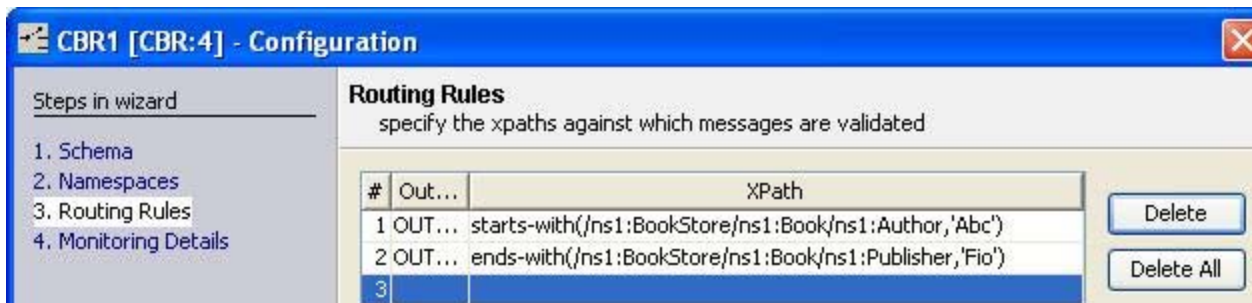 CBR1 [CBR:4] - Configuration
Steps in wizard
1. Schema
2. Namespaces
3. Routing Rules
4. Monitoring Details
Routing Rules
specify the xpaths against which messages are validated
# Out... XPath
1 OUT... starts-with(/ns1:BookStore/ns1:Book/ns1:Author,'Abc')
2 OUT... ends-with(/ns1:BookStore/ns1:Book/ns1:Publisher,'Fio')
3
Delete
Delete All